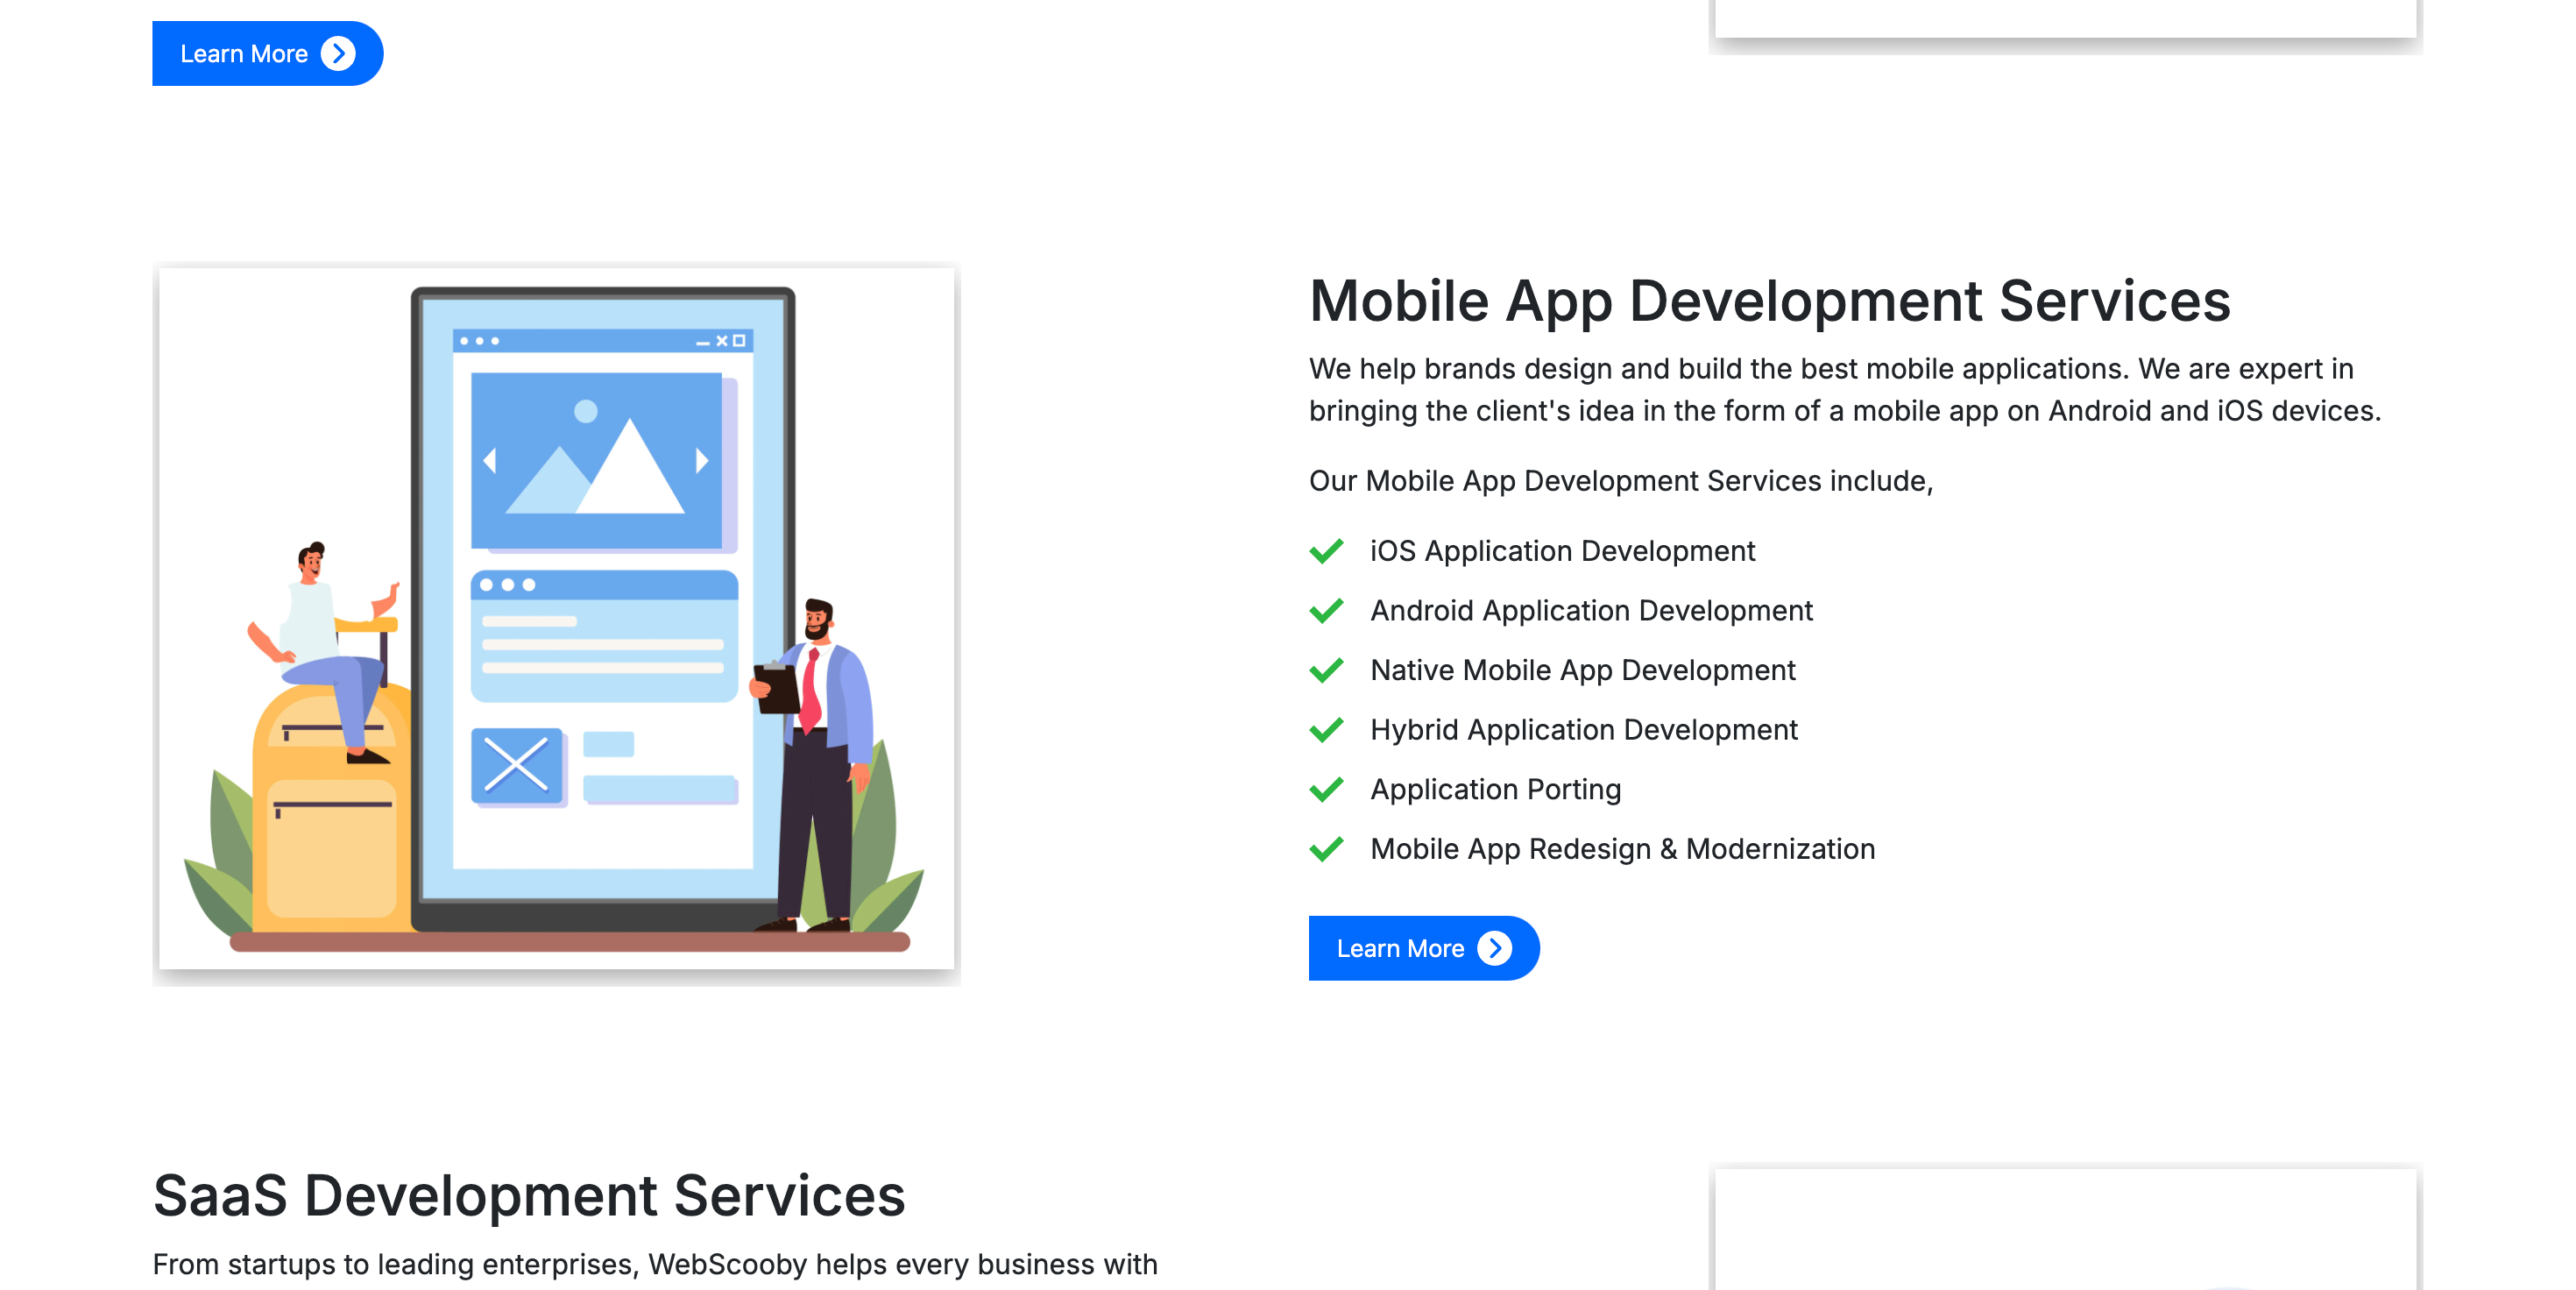 Learn More
Mobile App Development Services
We help brands design and build the best mobile applications. We are expert in
bringing the client's idea in the form of a mobile app on Android and iOS devices.
Our Mobile App Development Services include,
iOS Application Development
Android Application Development
Native Mobile App Development
Hybrid Application Development
Application Porting
Mobile App Redesign & Modernization
Learn More
SaaS Development Services
From startups to leading enterprises, WebScooby helps every business with